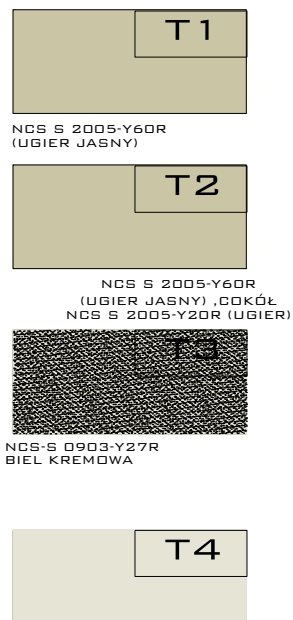 T1
NCS S 2005-Y60R
(UGIER JASNY)
T2
NCS S 2005-Y60R
(UGIER JASNY) ,COKÓŁ
NCS S 2005-Y20R (UGIER)
T3
NCS-S 0903-Y27R
BIEL KREMOWA
T4